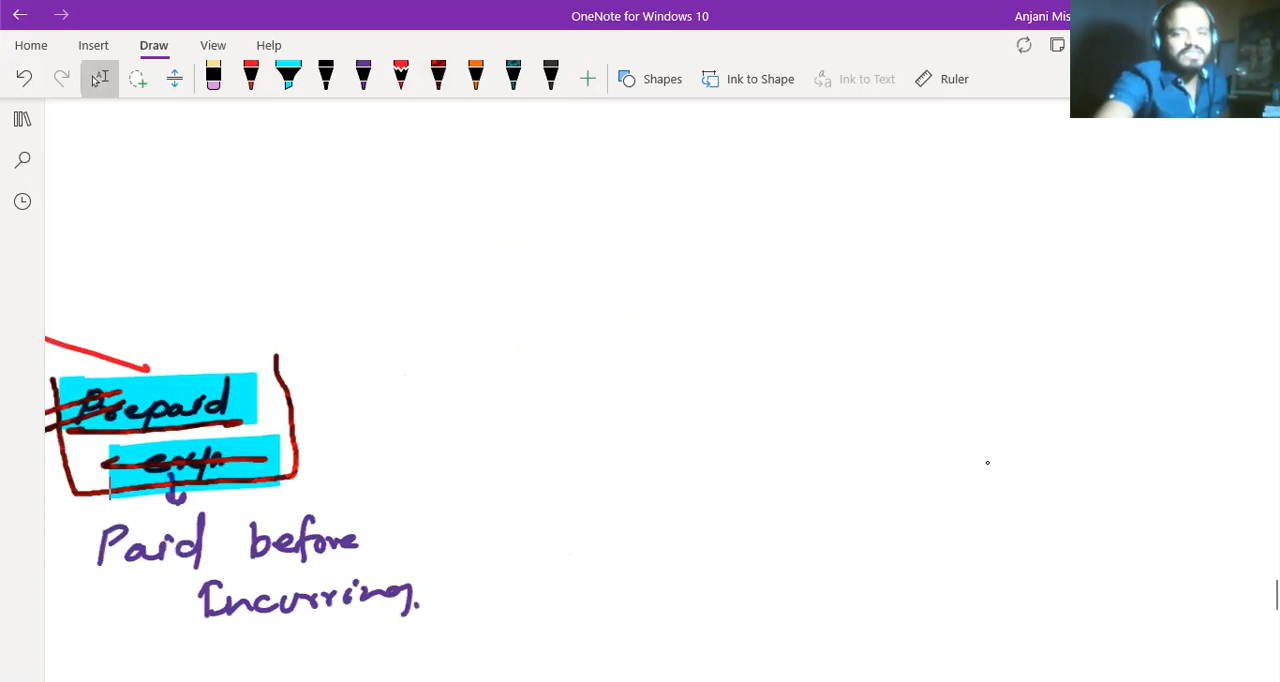 OneNote for Windows 10
Anjani Mis
Home Insert Draw View Help
Shapes Ink to Shape Ink to Text Ruler
Prepaid
exp.
Paid before
Incurring.